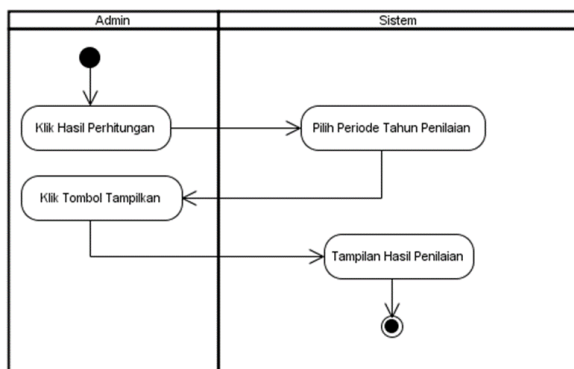 Admin
Sistem
Klik Hasil Perhitungan
Pilih Periode Tahun Penilaian
Klik Tombol Tampilkan
Tampilan Hasil Penilaian